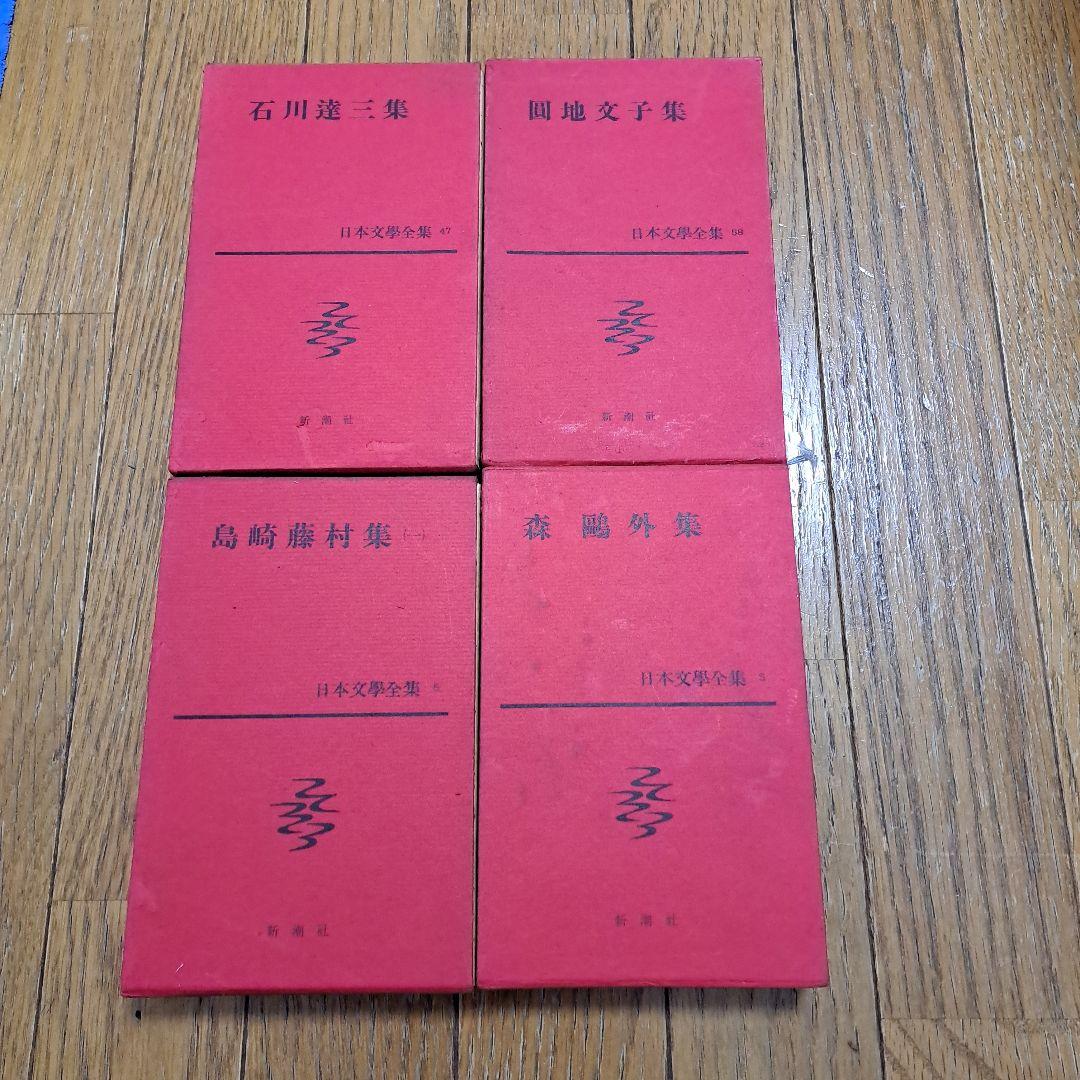 石川達三集
日本文學全集 47
新潮社
圓地文子集
日本文學全集 58
新潮社
島崎藤村集(一)
日本文學全集
新潮社
森 鷗外集
日本文學全集
新潮社